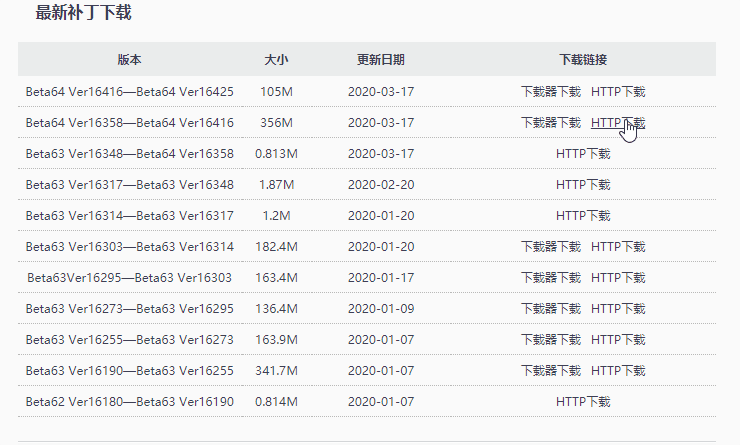 最新补丁下载
版本 大小 更新日期 下载链接
Beta64 Ver16416—Beta64 Ver16425 105M 2020-03-17 下载器下载 HTTP下载
Beta64 Ver16358—Beta64 Ver16416 356M 2020-03-17 下载器下载 HTTP下载
Beta63 Ver16348—Beta64 Ver16358 0.813M 2020-03-17 HTTP下载
Beta63 Ver16317—Beta63 Ver16348 1.87M 2020-02-20 HTTP下载
Beta63 Ver16314—Beta63 Ver16317 1.2M 2020-01-20 HTTP下载
Beta63 Ver16303—Beta63 Ver16314 182.4M 2020-01-20 下载器下载 HTTP下载
Beta63Ver16295—Beta63 Ver16303 163.4M 2020-01-17 下载器下载 HTTP下载
Beta63 Ver16273—Beta63 Ver16295 136.4M 2020-01-09 下载器下载 HTTP下载
Beta63 Ver16255—Beta63 Ver16273 163.9M 2020-01-07 下载器下载 HTTP下载
Beta63 Ver16190—Beta63 Ver16255 341.7M 2020-01-07 下载器下载 HTTP下载
Beta62 Ver16180—Beta63 Ver16190 0.814M 2020-01-07 HTTP下载